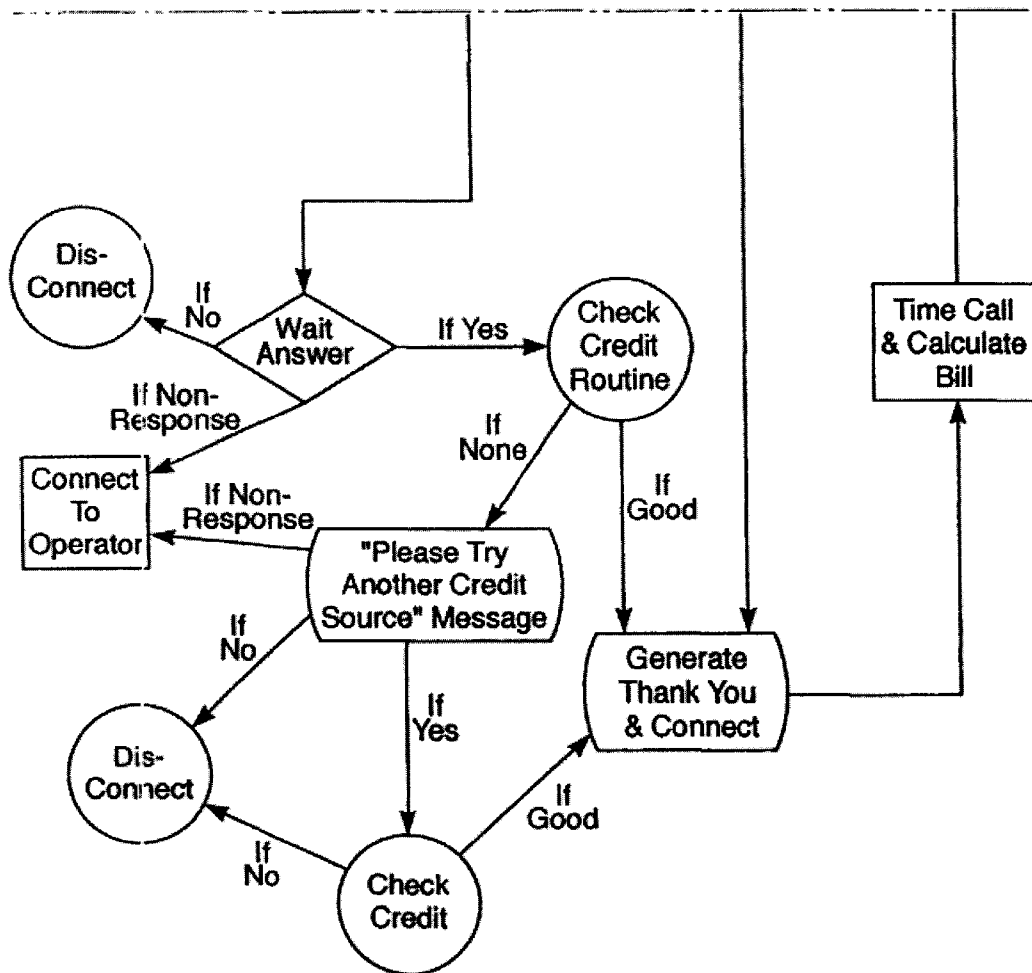 Dis-
Connect
If
No
Wait
Answer
If Yes
Check
Credit
Routine
Time Call
& Calculate
Bill
If Non-
Response
If
None
If
Good
Connect
To
Operator
If Non-
Response
"Please Try
Another Credit
Source" Message
If
No
If
Yes
Generate
Thank You
& Connect
Dis-
Connect
If
Good
If
No
Check
Credit